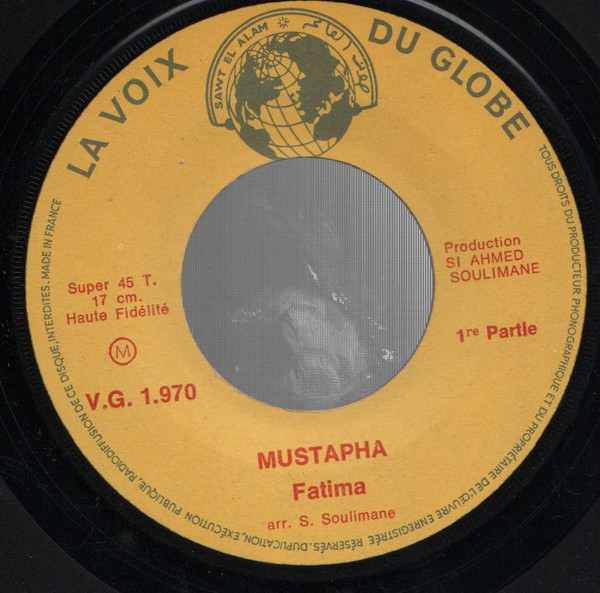 LA VOIX DU GLOBE
SAWT EL ALAM * صوت العالم
Production
SI AHMED
SOULIMANE
Super 45 T.
17 cm.
Haute Fidélité
1re Partie
M
V.G. 1.970
MUSTAPHA
Fatima
arr. S. Soulimane
TOUS DROITS DU PRODUCTEUR PHONOGRAPHIQUE ET DU PROPRIÉTAIRE DE L'ŒUVRE ENREGISTRÉE RÉSERVÉS. DUPLICATION, EXÉCUTION PUBLIQUE, RADIODIFFUSION DE CE DISQUE, INTERDITES. MADE IN FRANCE